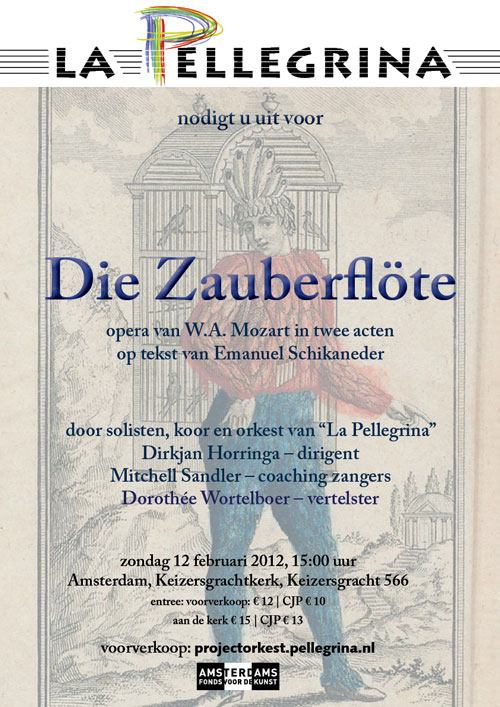 LA PELLEGRINA
nodigt u uit voor
Die Zauberflöte
opera van W.A. Mozart in twee acten
op tekst van Emanuel Schikaneder
door solisten, koor en orkest van “La Pellegrina”
Dirkjan Horringa – dirigent
Mitchell Sandler – coaching zangers
Dorothée Wortelboer – vertelster
zondag 12 februari 2012, 15:00 uur
Amsterdam, Keizersgrachtkerk, Keizersgracht 566
entree: voorverkoop: € 12 | CJP € 10
aan de kerk € 15 | CJP € 13
voorverkoop: projectorkest.pellegrina.nl
AMSTERDAMS
FONDS VOOR DE KUNST